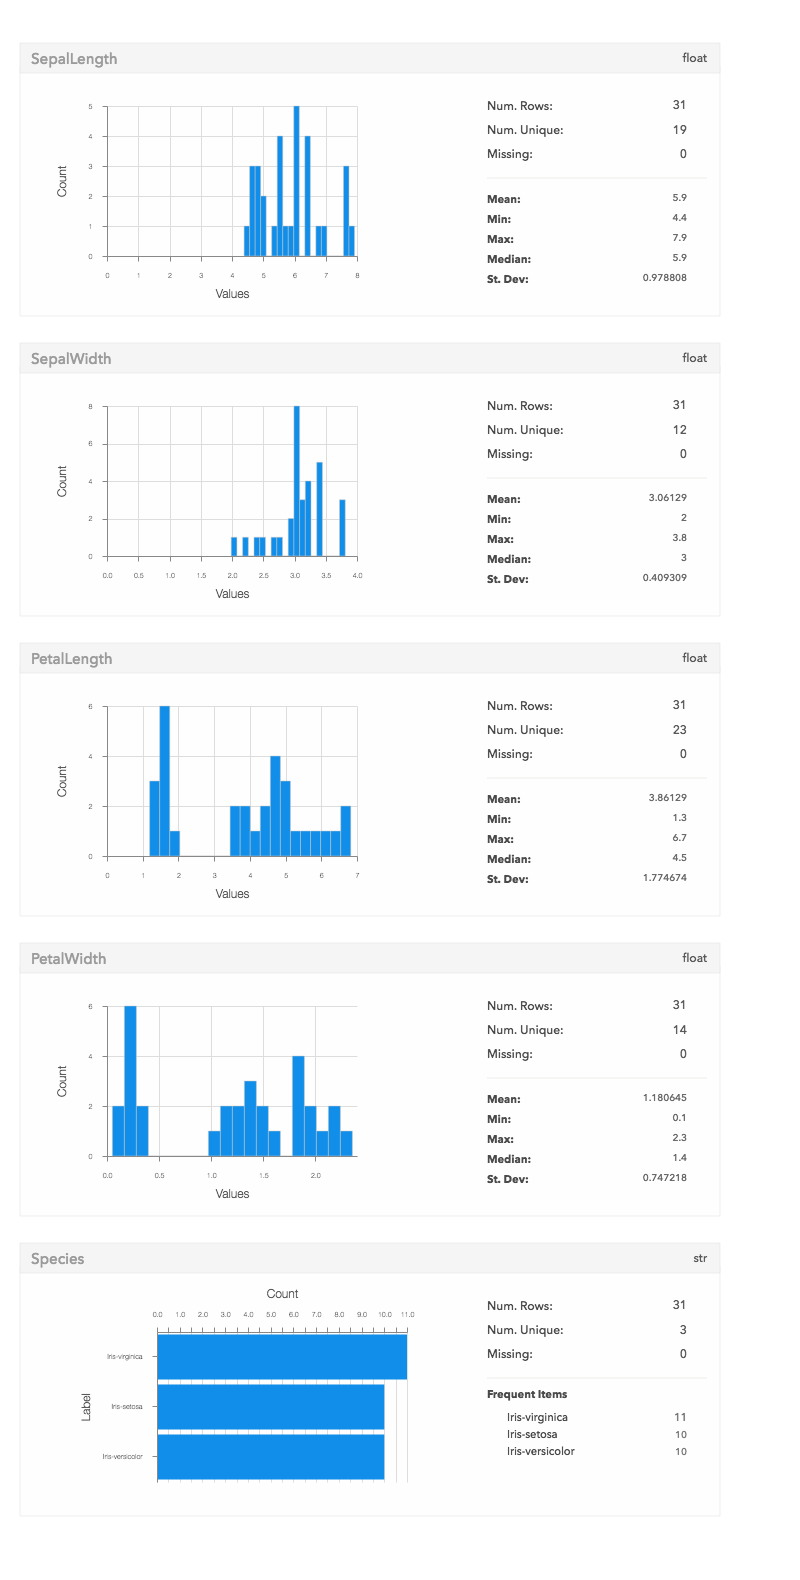 SepalLength float
5
4
3
2
1
0
Count
0 1 2 3 4 5 6 7 8
Values
Num. Rows: 31
Num. Unique: 19
Missing: 0
Mean: 5.9
Min: 4.4
Max: 7.9
Median: 5.9
St. Dev: 0.978808
SepalWidth float
8
6
4
2
0
Count
0.0 0.5 1.0 1.5 2.0 2.5 3.0 3.5 4.0
Values
Num. Rows: 31
Num. Unique: 12
Missing: 0
Mean: 3.06129
Min: 2
Max: 3.8
Median: 3
St. Dev: 0.409309
PetalLength float
6
4
2
0
Count
0 1 2 3 4 5 6 7
Values
Num. Rows: 31
Num. Unique: 23
Missing: 0
Mean: 3.86129
Min: 1.3
Max: 6.7
Median: 4.5
St. Dev: 1.774674
PetalWidth float
6
4
2
0
Count
0.0 0.5 1.0 1.5 2.0
Values
Num. Rows: 31
Num. Unique: 14
Missing: 0
Mean: 1.180645
Min: 0.1
Max: 2.3
Median: 1.4
St. Dev: 0.747218
Species str
Count
0.0 1.0 2.0 3.0 4.0 5.0 6.0 7.0 8.0 9.0 10.0 11.0
Iris-virginica
Iris-setosa
Iris-versicolor
Label
Num. Rows: 31
Num. Unique: 3
Missing: 0
Frequent Items
Iris-virginica 11
Iris-setosa 10
Iris-versicolor 10